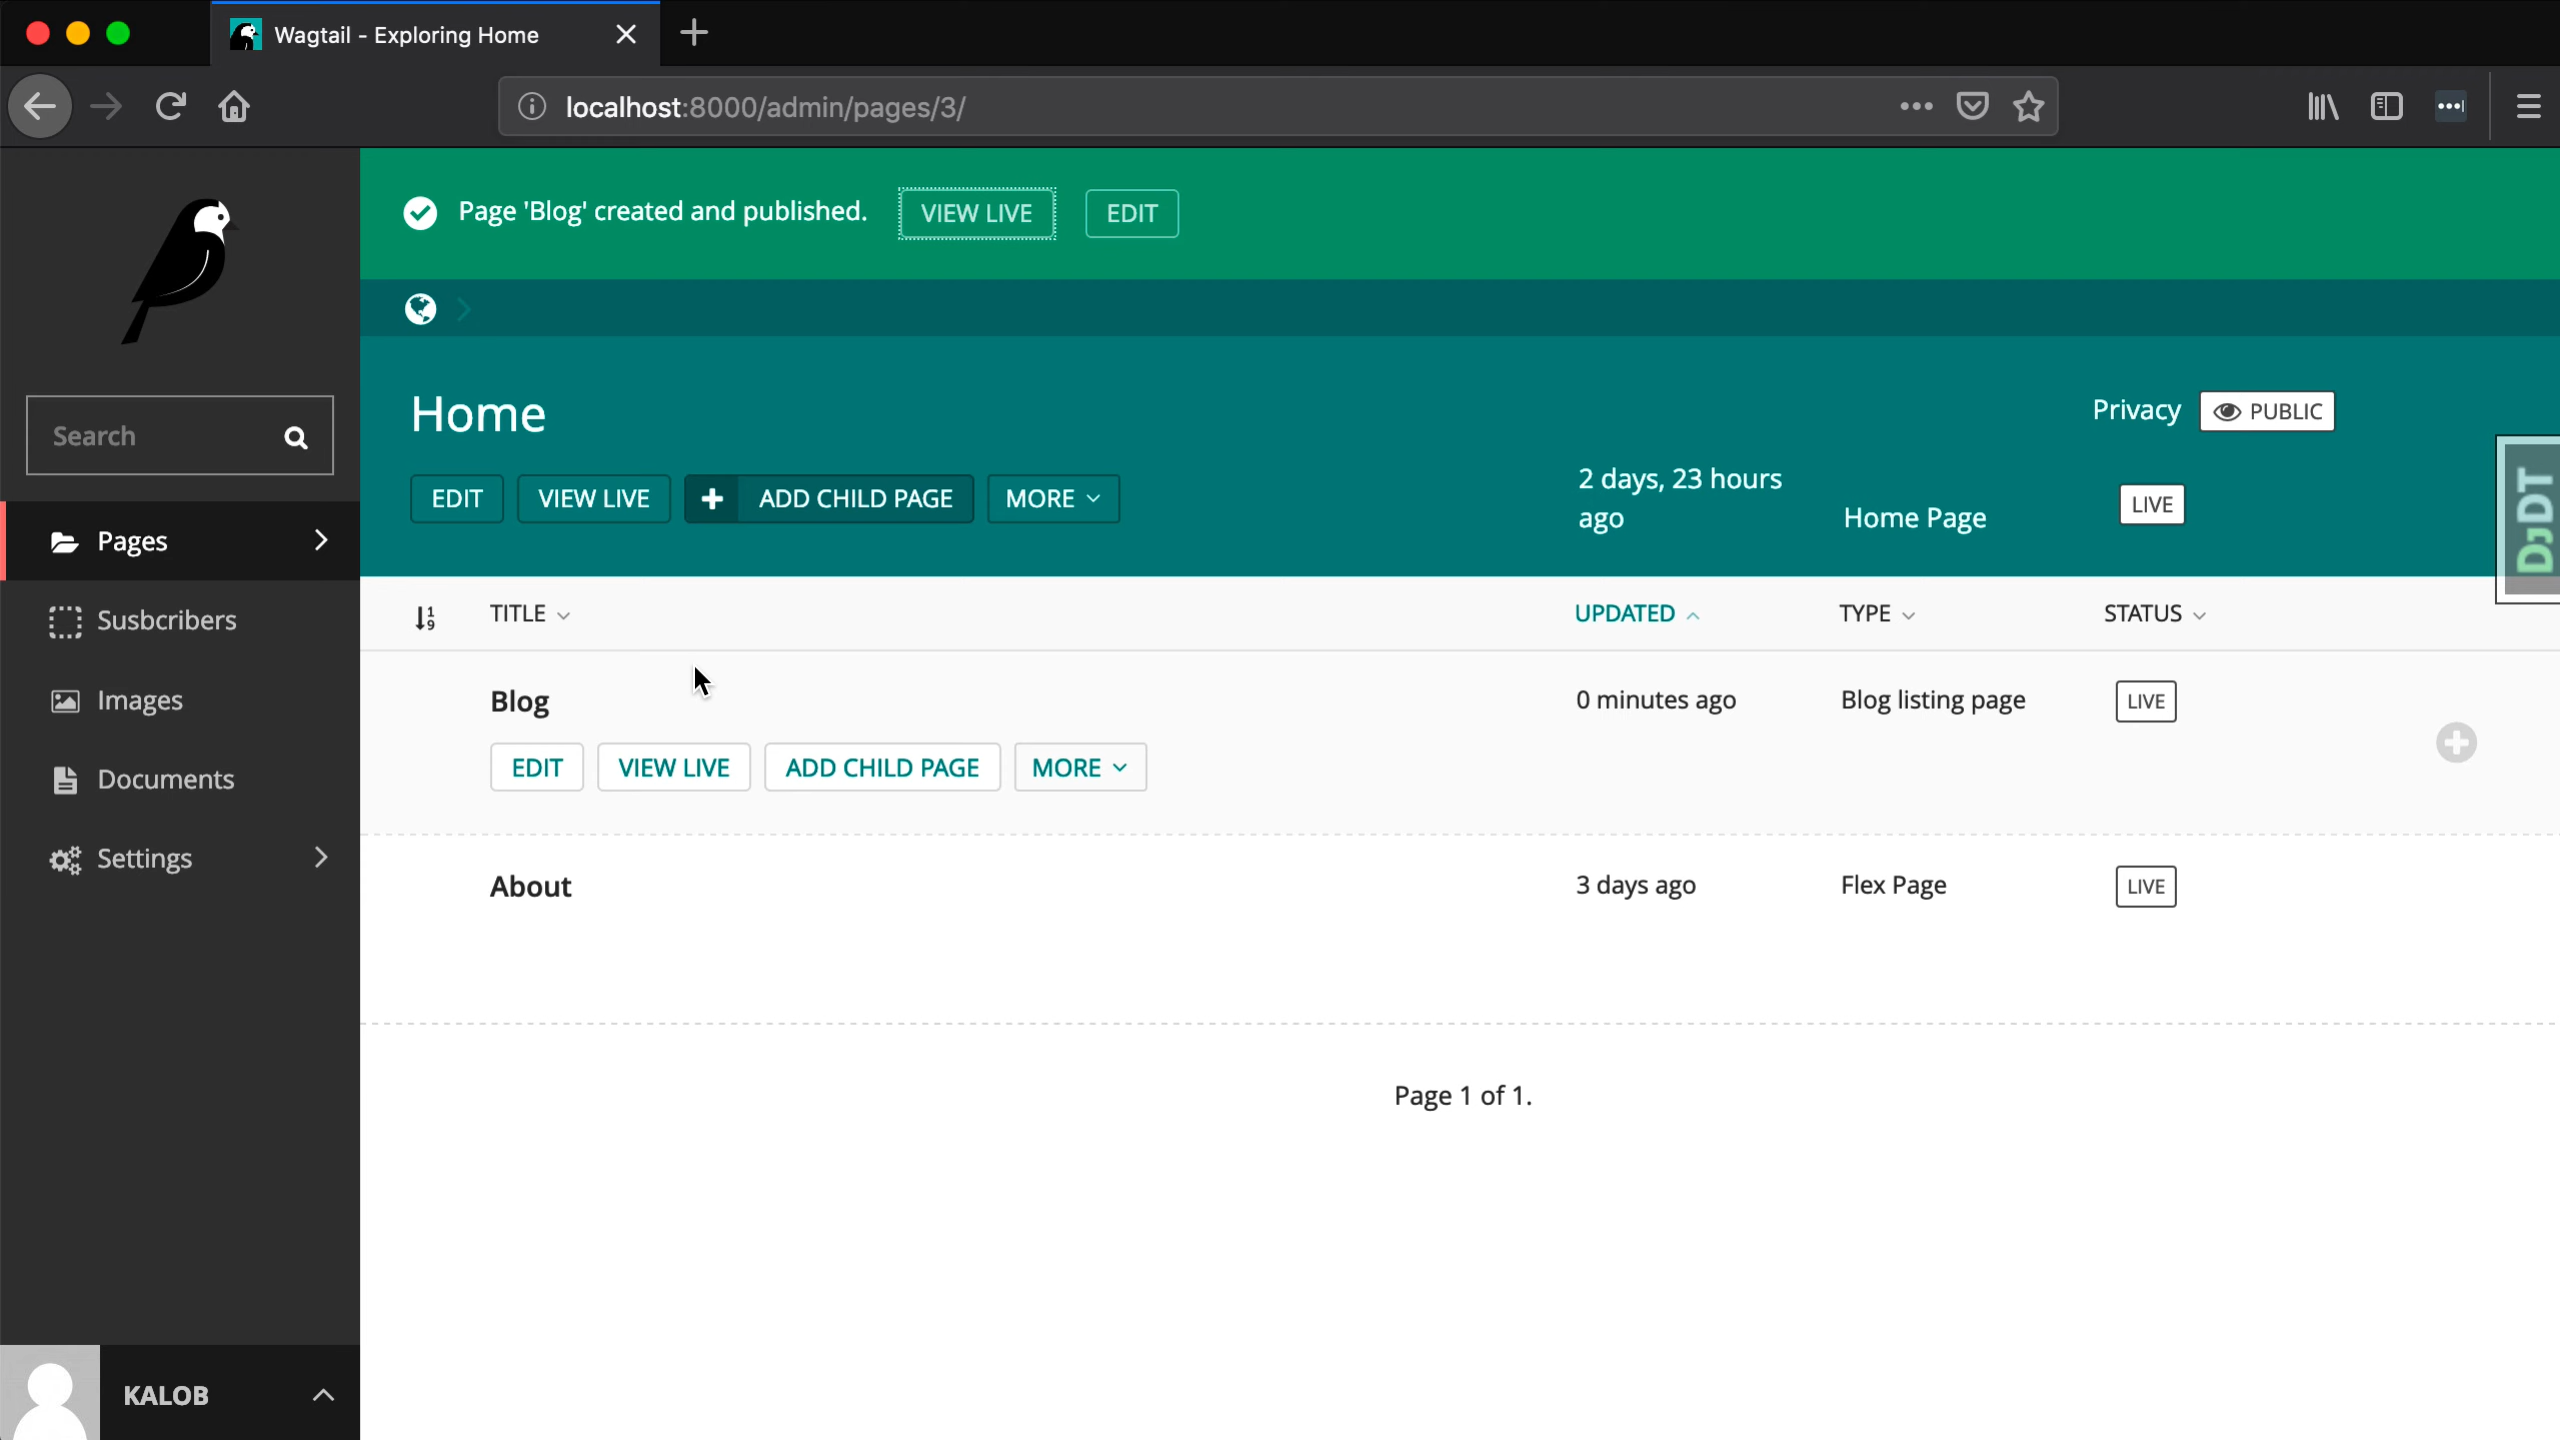 Wagtail - Exploring Home
localhost:8000/admin/pages/3/
Page 'Blog' created and published. VIEW LIVE EDIT
Home
Privacy PUBLIC
EDIT VIEW LIVE ADD CHILD PAGE MORE
2 days, 23 hours
ago
Home Page
LIVE
DJDT
Search
Pages
Susbcribers
Images
Documents
Settings
TITLE UPDATED TYPE STATUS
Blog 0 minutes ago Blog listing page LIVE
EDIT VIEW LIVE ADD CHILD PAGE MORE
About 3 days ago Flex Page LIVE
Page 1 of 1.
KALOB